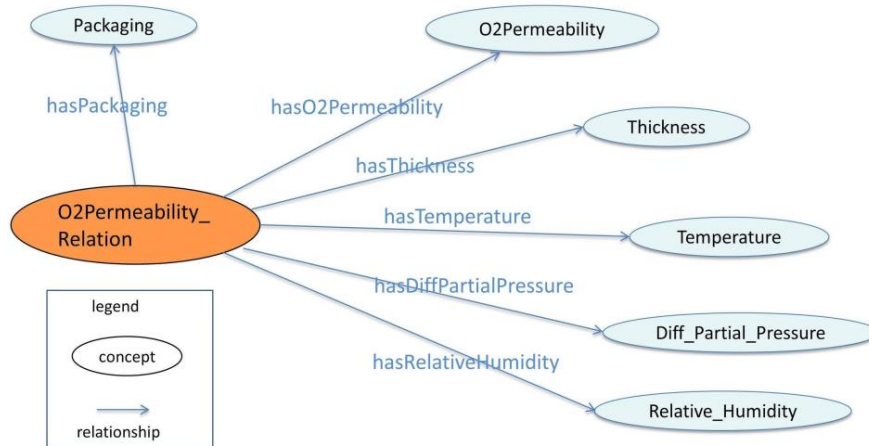 Packaging
O2Permeability
hasPackaging
hasO2Permeability
Thickness
hasThickness
O2Permeability_
Relation
hasTemperature
Temperature
hasDiffPartialPressure
legend
Diff_Partial_Pressure
concept
hasRelativeHumidity
Relative_Humidity
relationship